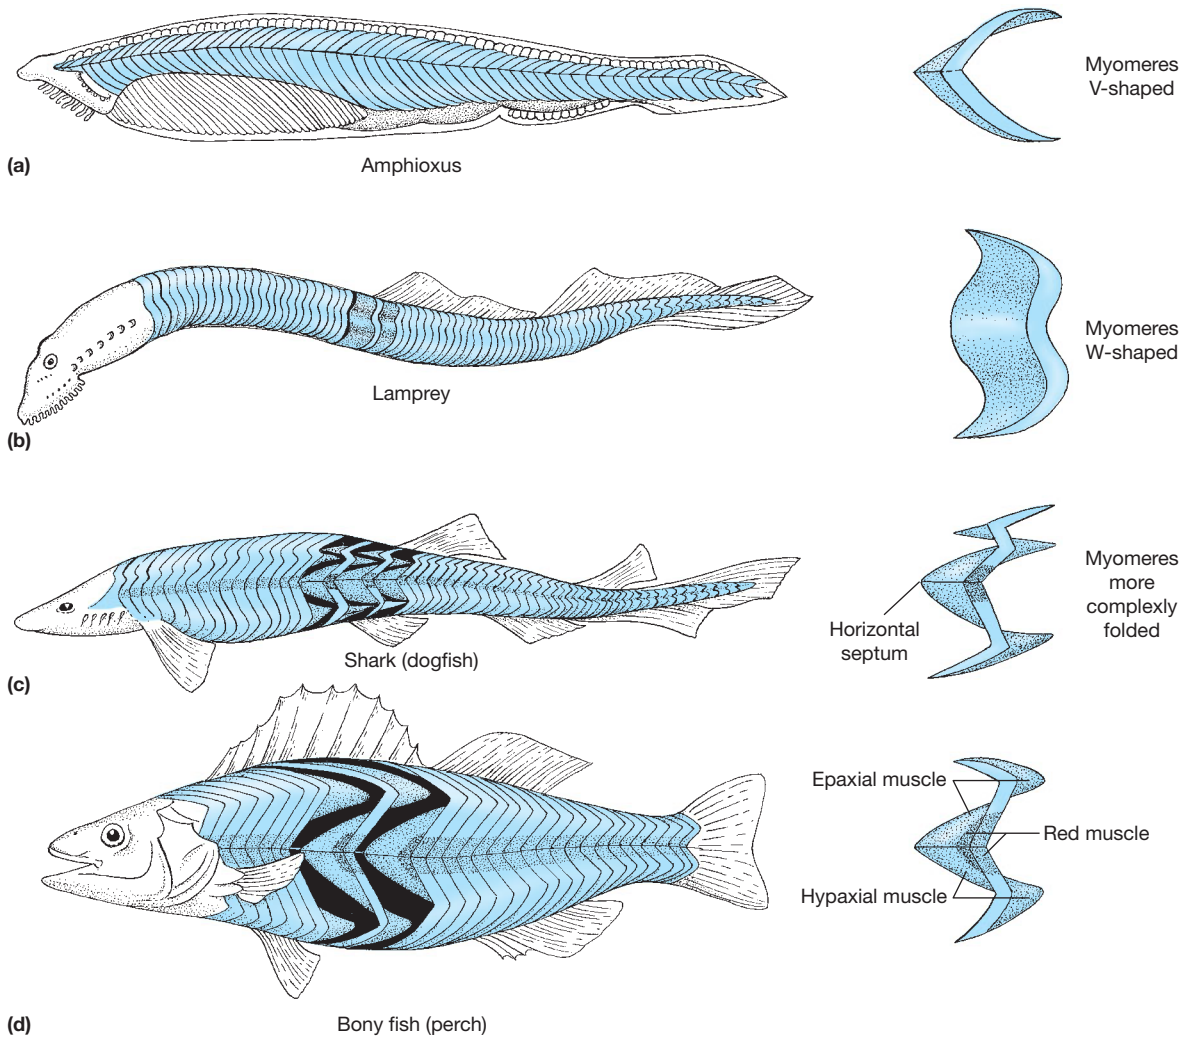 Myomeres
V-shaped
(a)
Amphioxus
Myomeres
W-shaped
Lamprey
(b)
Myomeres
more
complexly
folded
Horizontal
septum
Shark (dogfish)
(c)
Epaxial muscle
Red muscle
Hypaxial muscle
(d)
Bony fish (perch)